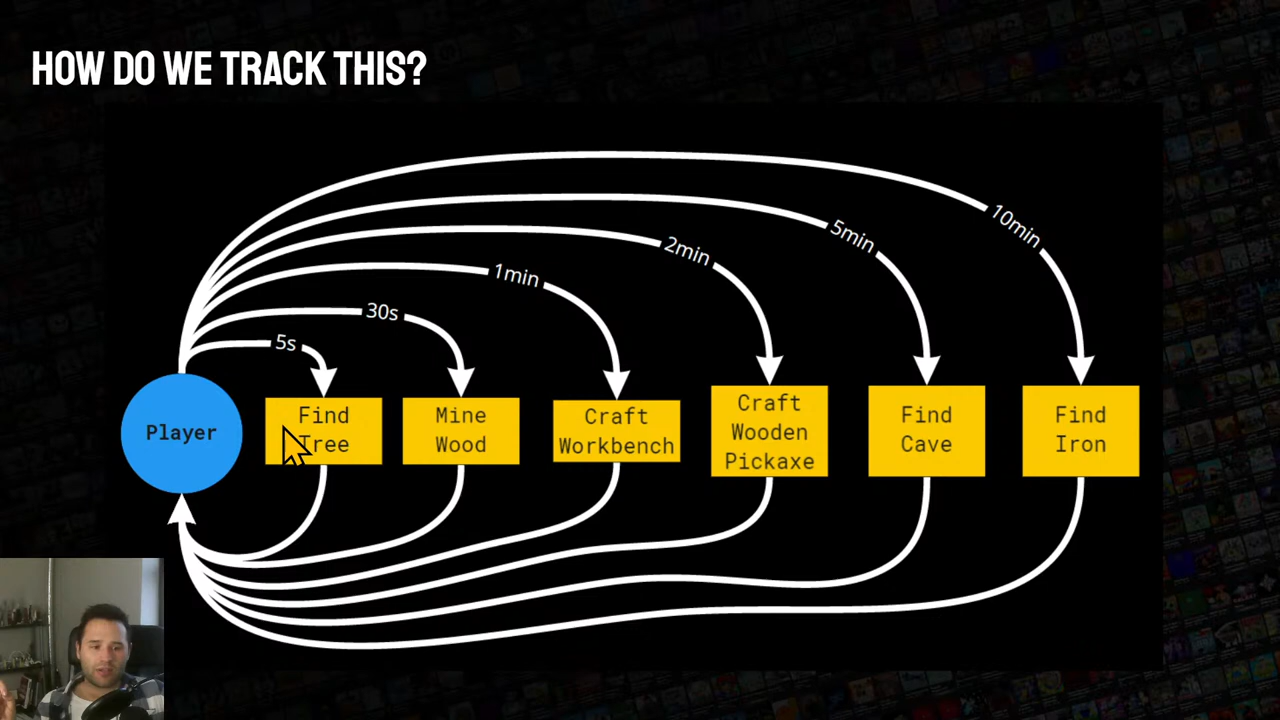 HOW DO WE TRACK THIS?
10min
5min
2min
1min
30s
5s
Player
Find
Tree
Mine
Wood
Craft
Workbench
Craft
Wooden
Pickaxe
Find
Cave
Find
Iron